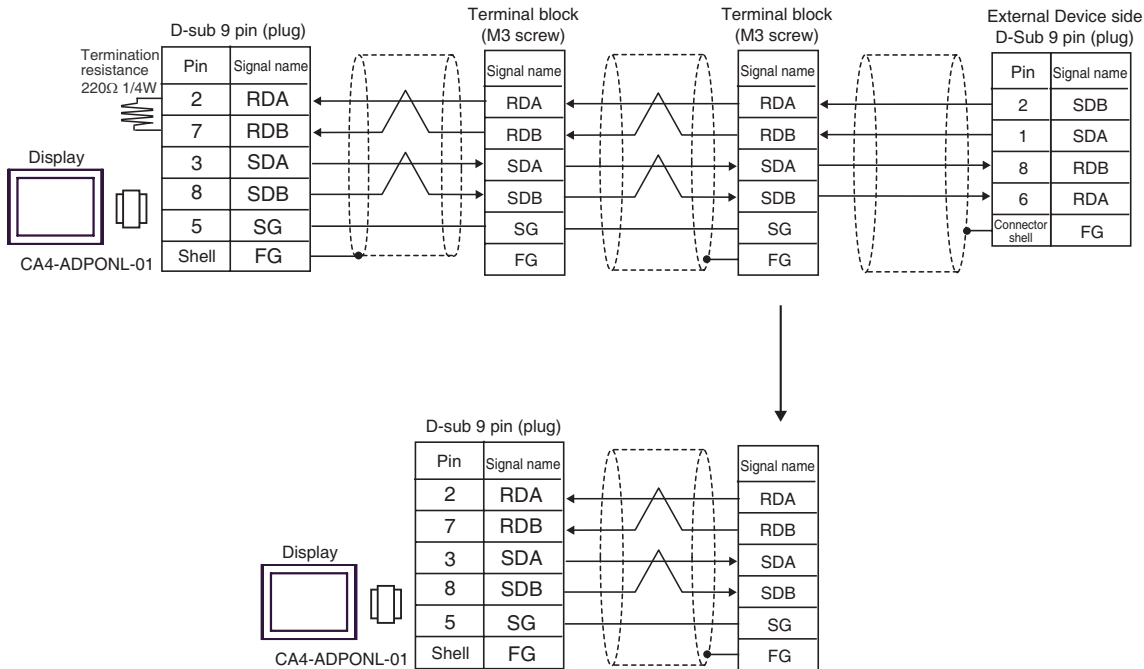 D-sub 9 pin (plug)
Terminal block
(M3 screw)
Terminal block
(M3 screw)
External Device side
D-Sub 9 pin (plug)
Termination
resistance
220Ω 1/4W
Pin Signal name
2 RDA
7 RDB
3 SDA
8 SDB
5 SG
Shell FG
Display
CA4-ADPONL-01
Signal name
RDA
RDB
SDA
SDB
SG
FG
Signal name
RDA
RDB
SDA
SDB
SG
FG
Pin Signal name
2 SDB
1 SDA
8 RDB
6 RDA
Connector
shell
FG
D-sub 9 pin (plug)
Pin Signal name
2 RDA
7 RDB
3 SDA
8 SDB
5 SG
Shell FG
Display
CA4-ADPONL-01
Signal name
RDA
RDB
SDA
SDB
SG
FG